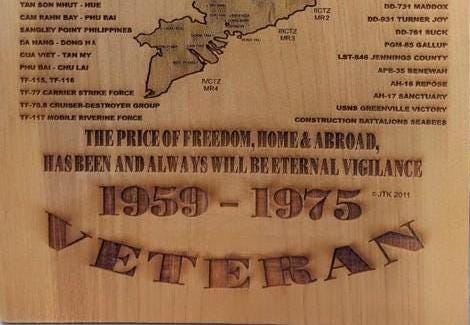 TAN SON NHUT - HUE
CAM RAHN BAY - PHU BAI
SANGLEY POINT PHILIPPINES
DA NANG - DONG HA
CUA VIET - TAN MY
PHU BAI - CHU LAI
TF-115, TF-116
TF-77 CARRIER STRIKE FORCE
TF-70.8 CRUISER-DESTROYER GROUP
TF-117 MOBILE RIVERINE FORCE
IICTZ
MR2
IIICTZ
MR3
IVCTZ
MR4
DD-731 MADDOX
DD-931 TURNER JOY
DD-761 BUCK
PGM-85 GALLUP
LST-846 JENNINGS COUNTY
APB-35 BENEWAH
AH-16 REPOSE
AH-17 SANCTUARY
USNS GREENVILLE VICTORY
CONSTRUCTION BATTALIONS SEABEES
THE PRICE OF FREEDOM, HOME & ABROAD,
HAS BEEN AND ALWAYS WILL BE ETERNAL VIGILANCE
1959 - 1975
©JTK 2011
VETERAN